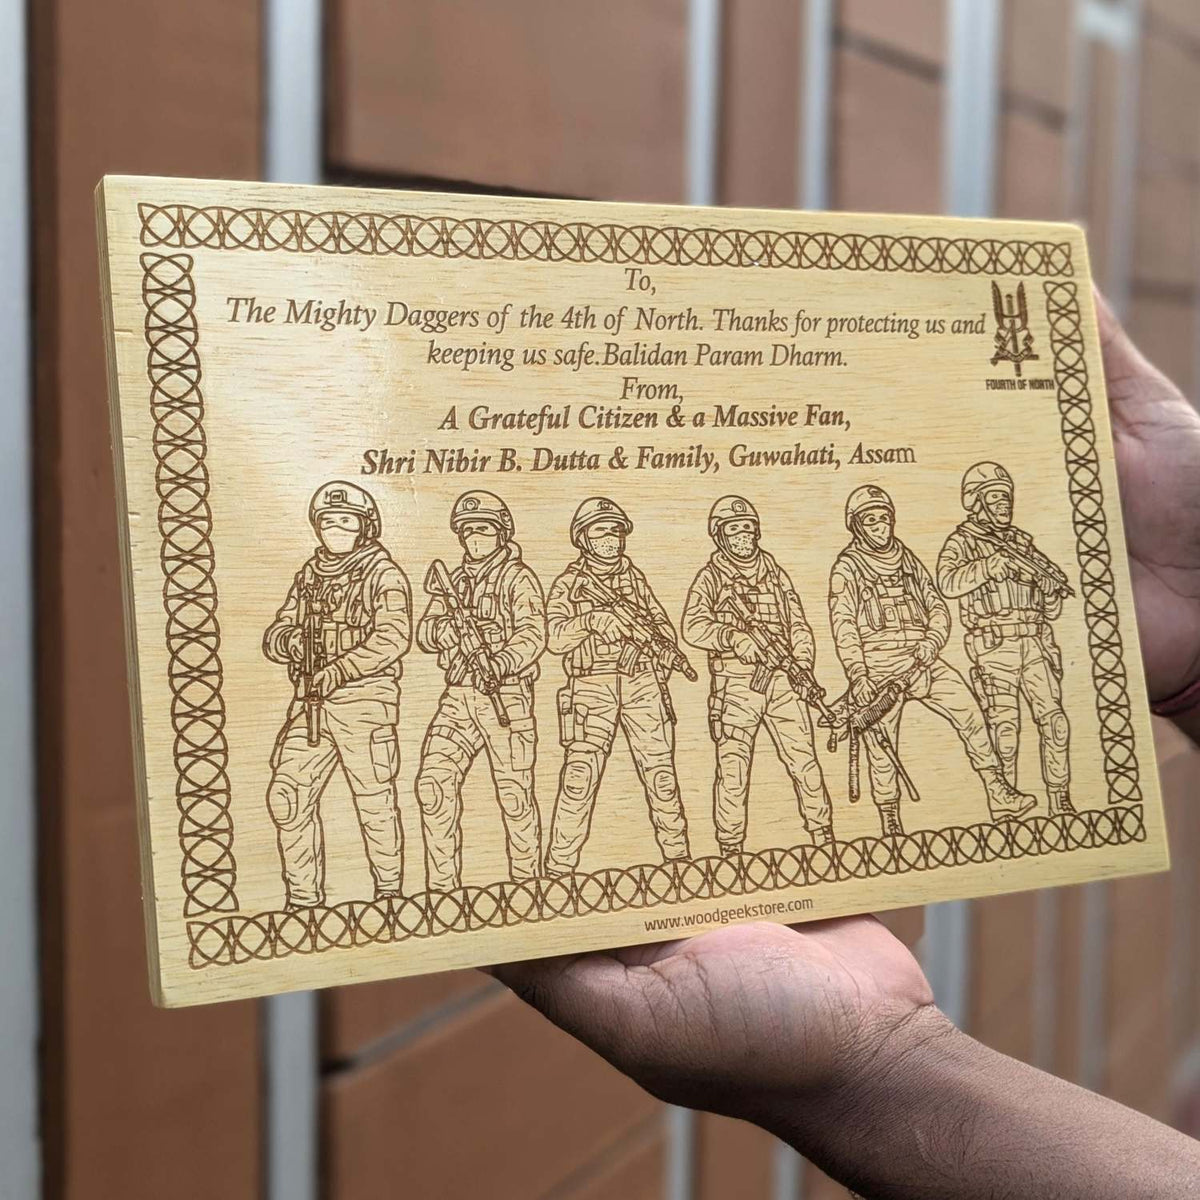 To,
The Mighty Daggers of the 4th of North. Thanks for protecting us and
keeping us safe.Balidan Param Dharm.
From,
A Grateful Citizen & a Massive Fan,
Shri Nibir B. Dutta & Family, Guwahati, Assam
FOURTH OF NORTH
www.woodgeekstore.com